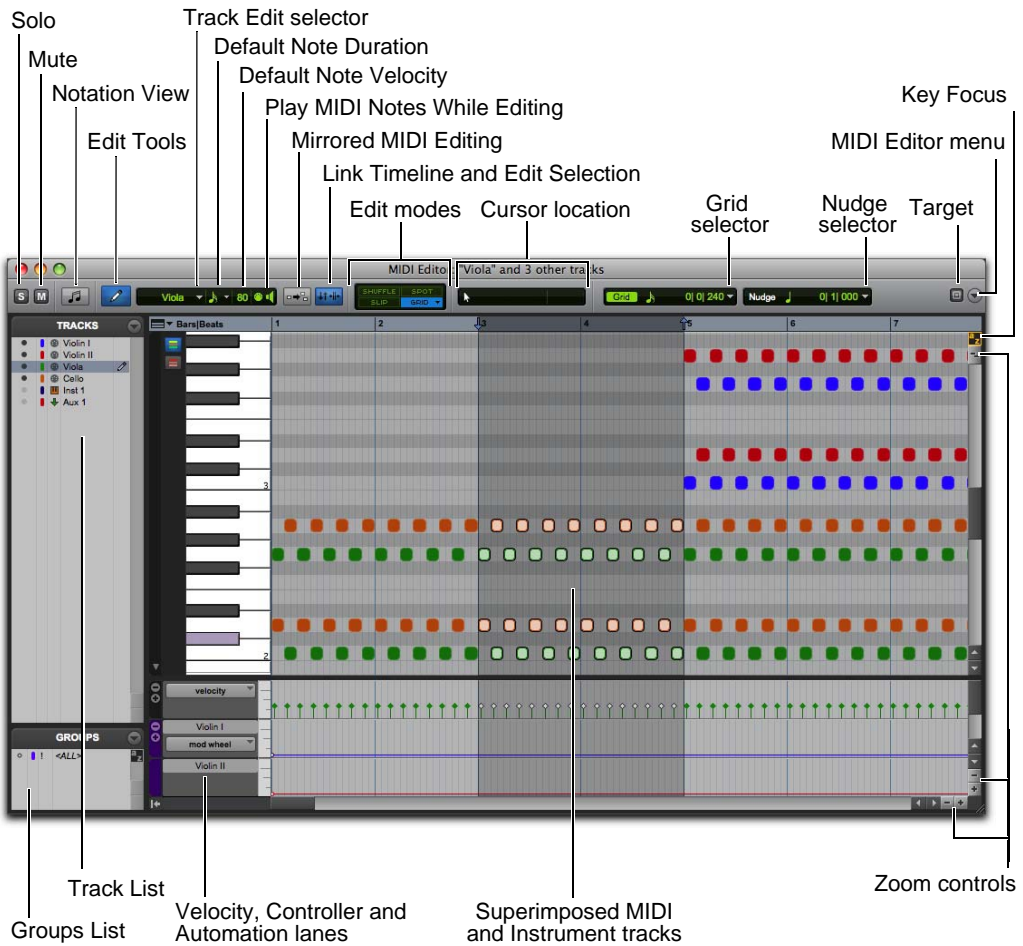 Solo
Track Edit selector
Default Note Duration
Mute
Default Note Velocity
Notation View
Play MIDI Notes While Editing
Key Focus
Edit Tools
Mirrored MIDI Editing
MIDI Editor menu
Link Timeline and Edit Selection
Edit modes
Cursor location
Grid
selector
Nudge
selector
Target
MIDI Editor: "Viola" and 3 other tracks
S M Viola 80 SHUFFLE SPOT
SLIP GRID
Grid 0| 0| 240 Nudge 0| 1| 000
TRACKS
Bars|Beats 1 2 3 4 5 6 7
Violin I
Violin II
Viola
Cello
Inst 1
Aux 1
a
z
3
2
velocity
Violin I
mod wheel
Violin II
GROUPS
! <ALL>
a
z
Track List
Groups List
Velocity, Controller and
Automation lanes
Superimposed MIDI
and Instrument tracks
Zoom controls